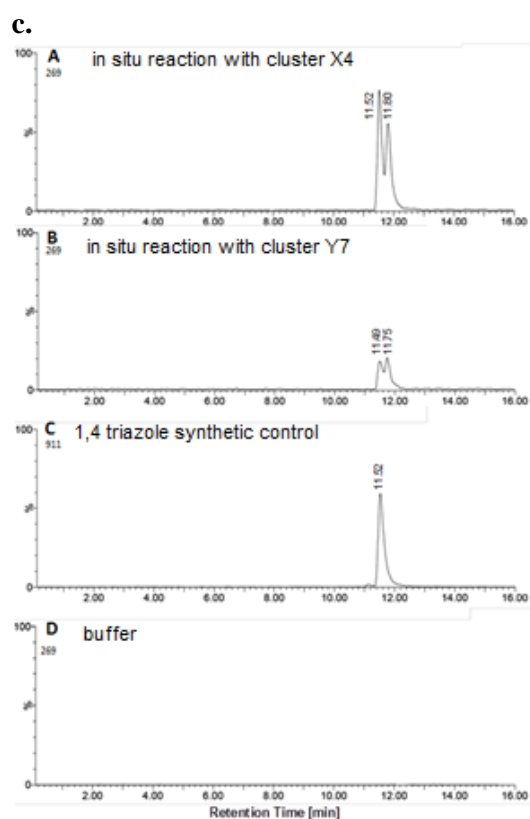 c.
100 A in situ reaction with cluster X4
269
11.52 11.80
%
0
2.00 4.00 6.00 8.00 10.00 12.00 14.00 16.00
100 B in situ reaction with cluster Y7
269
11.49 11.75
%
0
2.00 4.00 6.00 8.00 10.00 12.00 14.00 16.00
100 C 1,4 triazole synthetic control
911
11.52
%
0
2.00 4.00 6.00 8.00 10.00 12.00 14.00 16.00
100 D buffer
269
%
0
2.00 4.00 6.00 8.00 10.00 12.00 14.00 16.00
Retention Time [min]